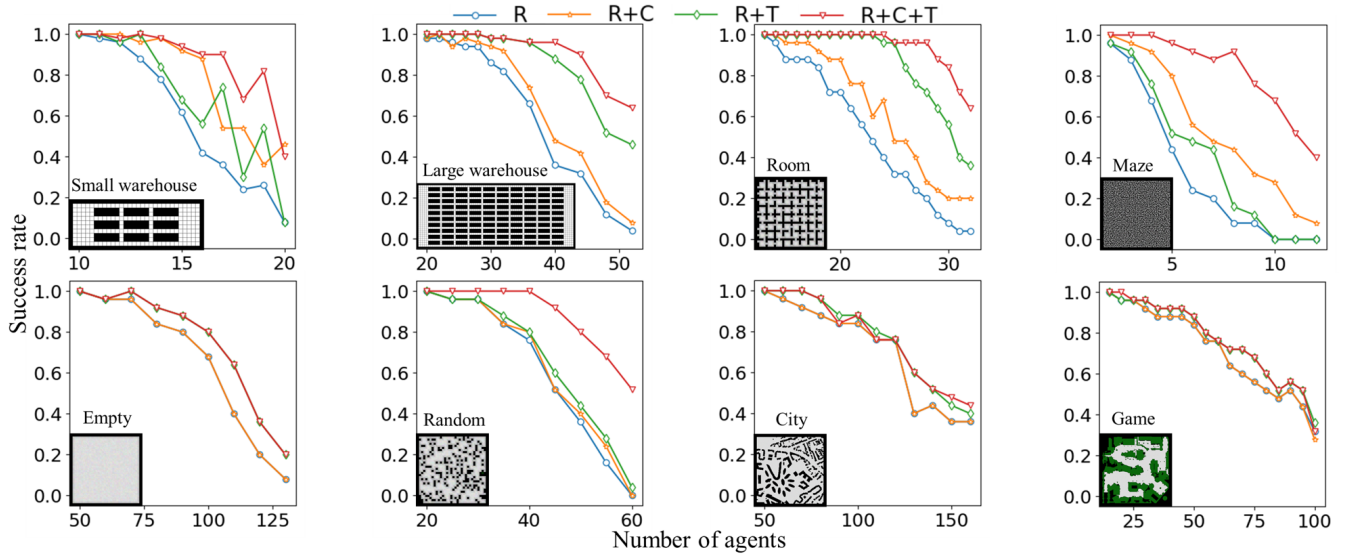 R R+C R+T R+C+T
1.0
0.8
0.6
0.4
0.2
0.0
Small warehouse
10 15 20
1.0
0.8
0.6
0.4
0.2
0.0
Large warehouse
20 30 40 50
1.0
0.8
0.6
0.4
0.2
0.0
Room
20 30
1.0
0.8
0.6
0.4
0.2
0.0
Maze
5 10
Success rate
1.0
0.8
0.6
0.4
0.2
0.0
Empty
50 75 100 125
1.0
0.8
0.6
0.4
0.2
0.0
Random
20 40 60
1.0
0.8
0.6
0.4
0.2
0.0
City
50 100 150
1.0
0.8
0.6
0.4
0.2
0.0
Game
25 50 75 100
Number of agents